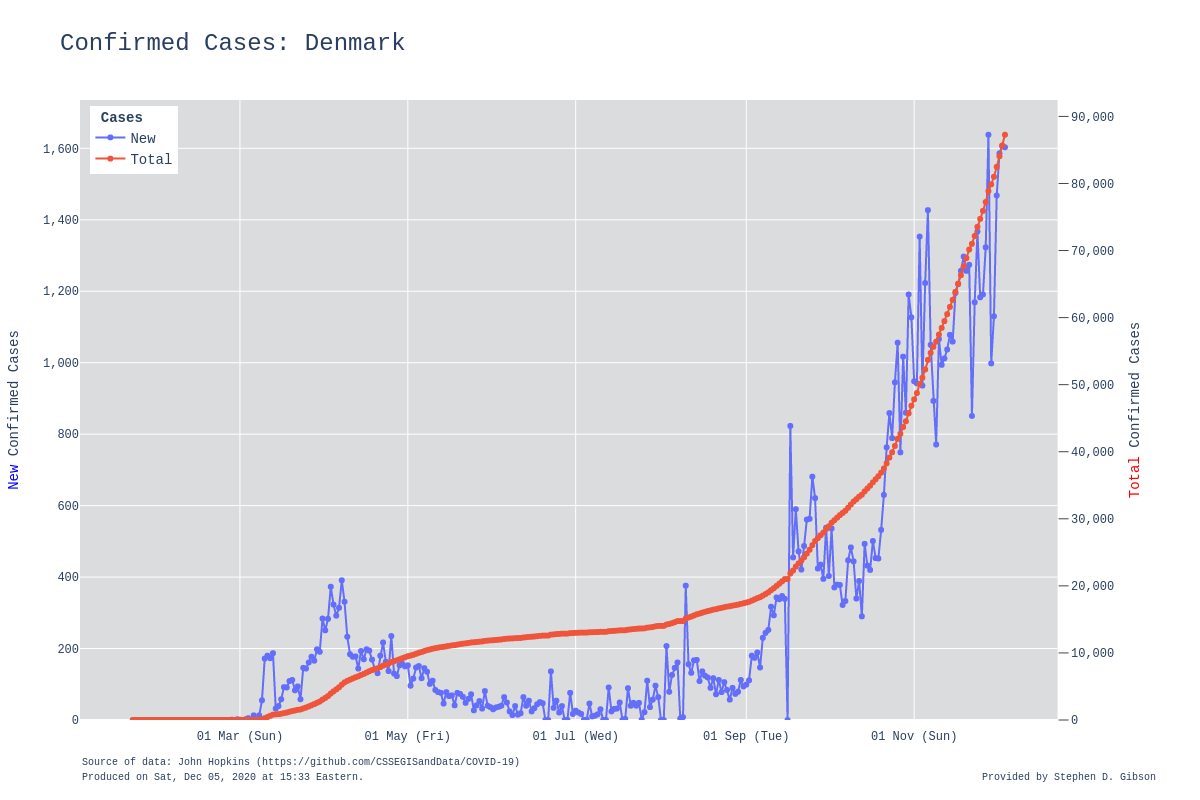 Confirmed Cases: Denmark
Cases
New
Total
1,600
1,400
1,200
1,000
800
600
400
200
0
New Confirmed Cases
90,000
80,000
70,000
60,000
50,000
40,000
30,000
20,000
10,000
0
Total Confirmed Cases
01 Mar (Sun)
01 May (Fri)
01 Jul (Wed)
01 Sep (Tue)
01 Nov (Sun)
Source of data: John Hopkins (https://github.com/CSSEGISandData/COVID-19)
Produced on Sat, Dec 05, 2020 at 15:33 Eastern.
Provided by Stephen D. Gibson